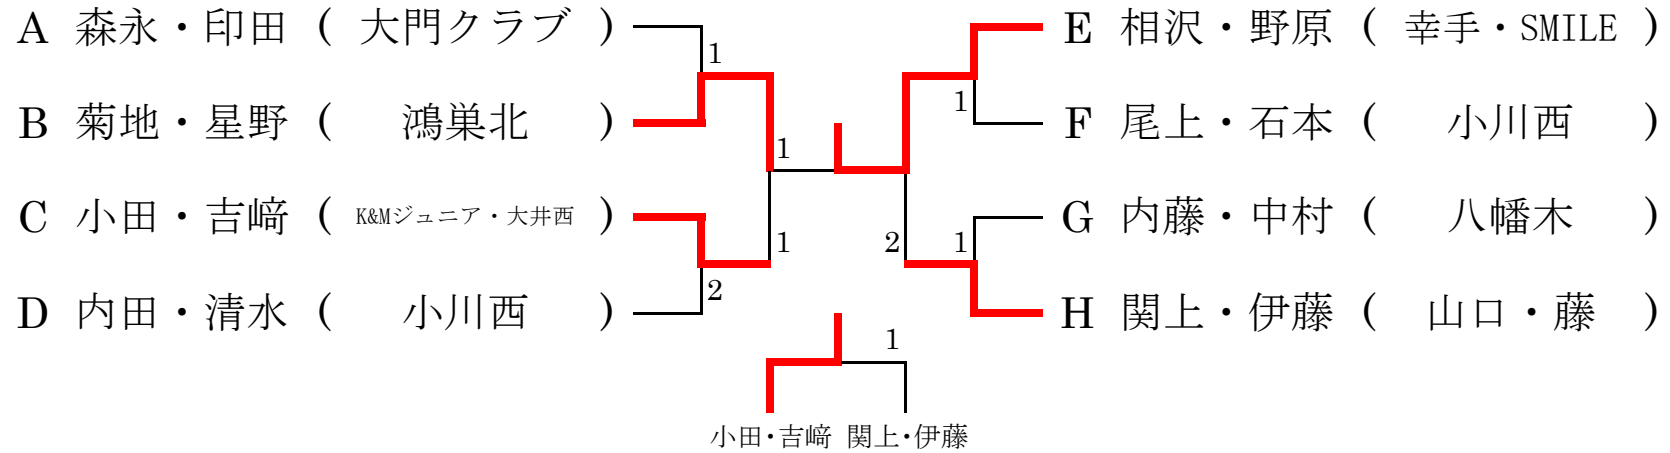 A 森永・印田 ( 大門クラブ ) E 相沢・野原 ( 幸手・SMILE )
1
B 菊地・星野 ( 鴻巣北 ) 1 F 尾上・石本 ( 小川西 )
1
C 小田・吉﨑 ( K&Mジュニア・大井西 ) G 内藤・中村 ( 八幡木 )
1 2 1
2
D 内田・清水 ( 小川西 ) H 関上・伊藤 ( 山口・藤 )
1
小田・吉﨑 関上・伊藤